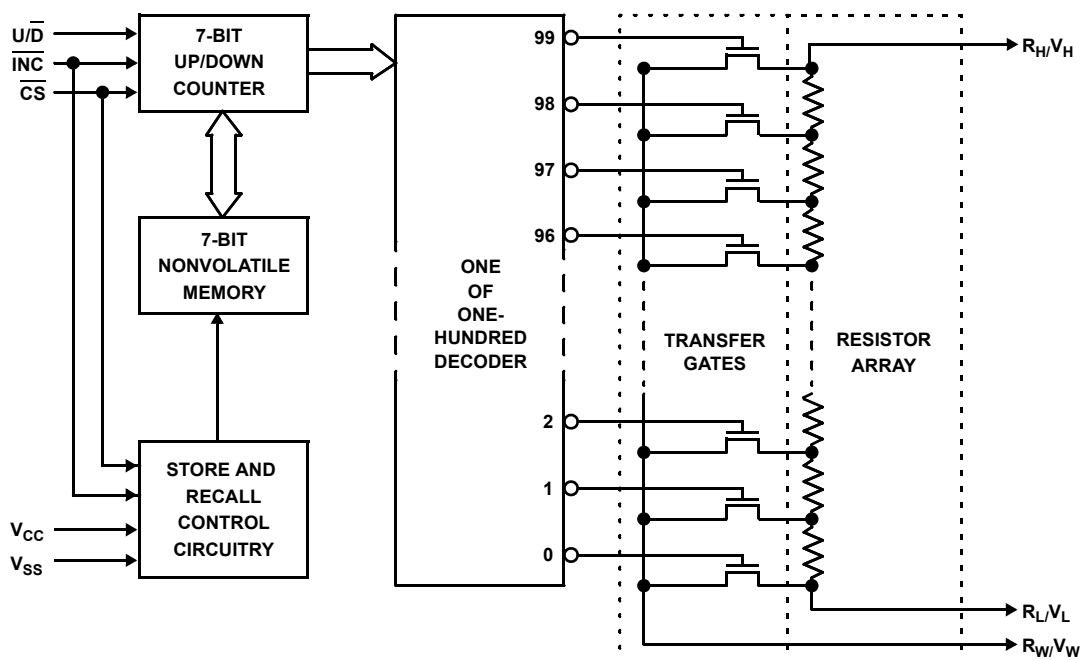 U/D̅
I̅N̅C̅
C̅S̅
7-BIT
UP/DOWN
COUNTER
7-BIT
NONVOLATILE
MEMORY
STORE AND
RECALL
CONTROL
CIRCUITRY
VCC
VSS
ONE
OF
ONE-
HUNDRED
DECODER
99
98
97
96
2
1
0
TRANSFER
GATES
RESISTOR
ARRAY
RH/VH
RL/VL
RW/VW